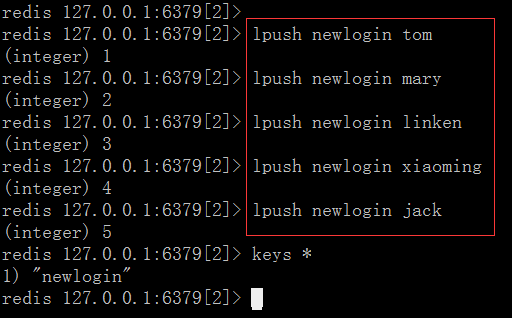 redis 127.0.0.1:6379[2]>
redis 127.0.0.1:6379[2]> lpush newlogin tom
(integer) 1
redis 127.0.0.1:6379[2]> lpush newlogin mary
(integer) 2
redis 127.0.0.1:6379[2]> lpush newlogin linken
(integer) 3
redis 127.0.0.1:6379[2]> lpush newlogin xiaoming
(integer) 4
redis 127.0.0.1:6379[2]> lpush newlogin jack
(integer) 5
redis 127.0.0.1:6379[2]> keys *
1) "newlogin"
redis 127.0.0.1:6379[2]>